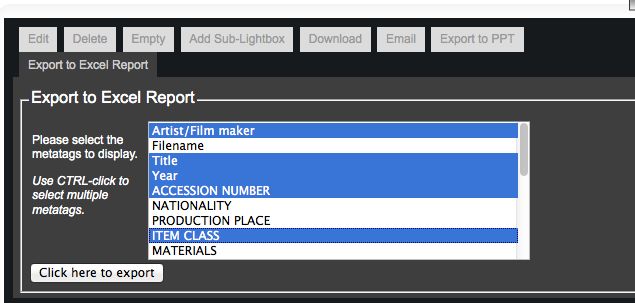 Edit Delete Empty Add Sub-Lightbox Download Email Export to PPT
Export to Excel Report
Export to Excel Report
Please select the
metatags to display.
Use CTRL-click to
select multiple
metatags.
Artist/Film maker
Filename
Title
Year
ACCESSION NUMBER
NATIONALITY
PRODUCTION PLACE
ITEM CLASS
MATERIALS
Click here to export